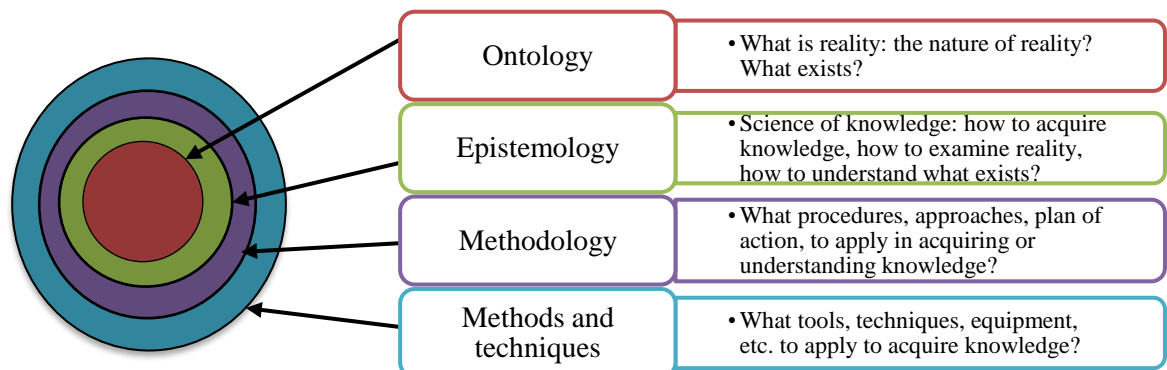 Ontology
• What is reality: the nature of reality?
What exists?
Epistemology
• Science of knowledge: how to acquire
knowledge, how to examine reality,
how to understand what exists?
Methodology
• What procedures, approaches, plan of
action, to apply in acquiring or
understanding knowledge?
Methods and
techniques
• What tools, techniques, equipment,
etc. to apply to acquire knowledge?